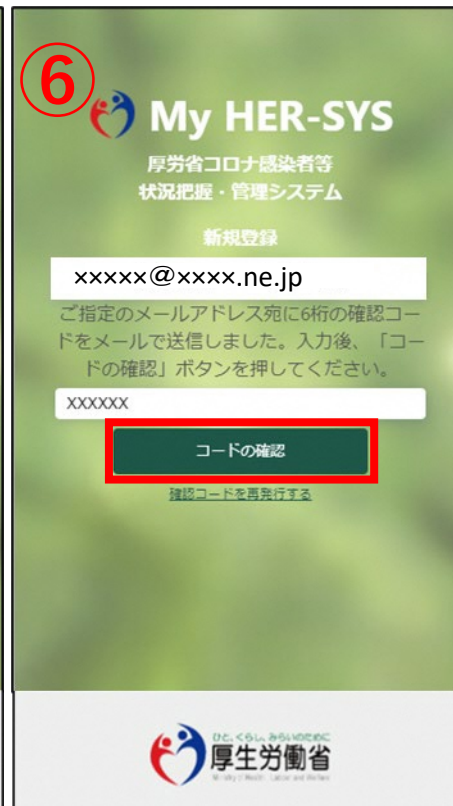 ⑥
My HER-SYS
厚労省コロナ感染者等
状況把握・管理システム
新規登録
×××××@××××.ne.jp
ご指定のメールアドレス宛に6桁の確認コー
ドをメールで送信しました。入力後、「コー
ドの確認」ボタンを押してください。
XXXXXX
コードの確認
確認コードを再発行する
ひと、くらし、みらいのために
厚生労働省
Ministry of Health, Labour and Welfare